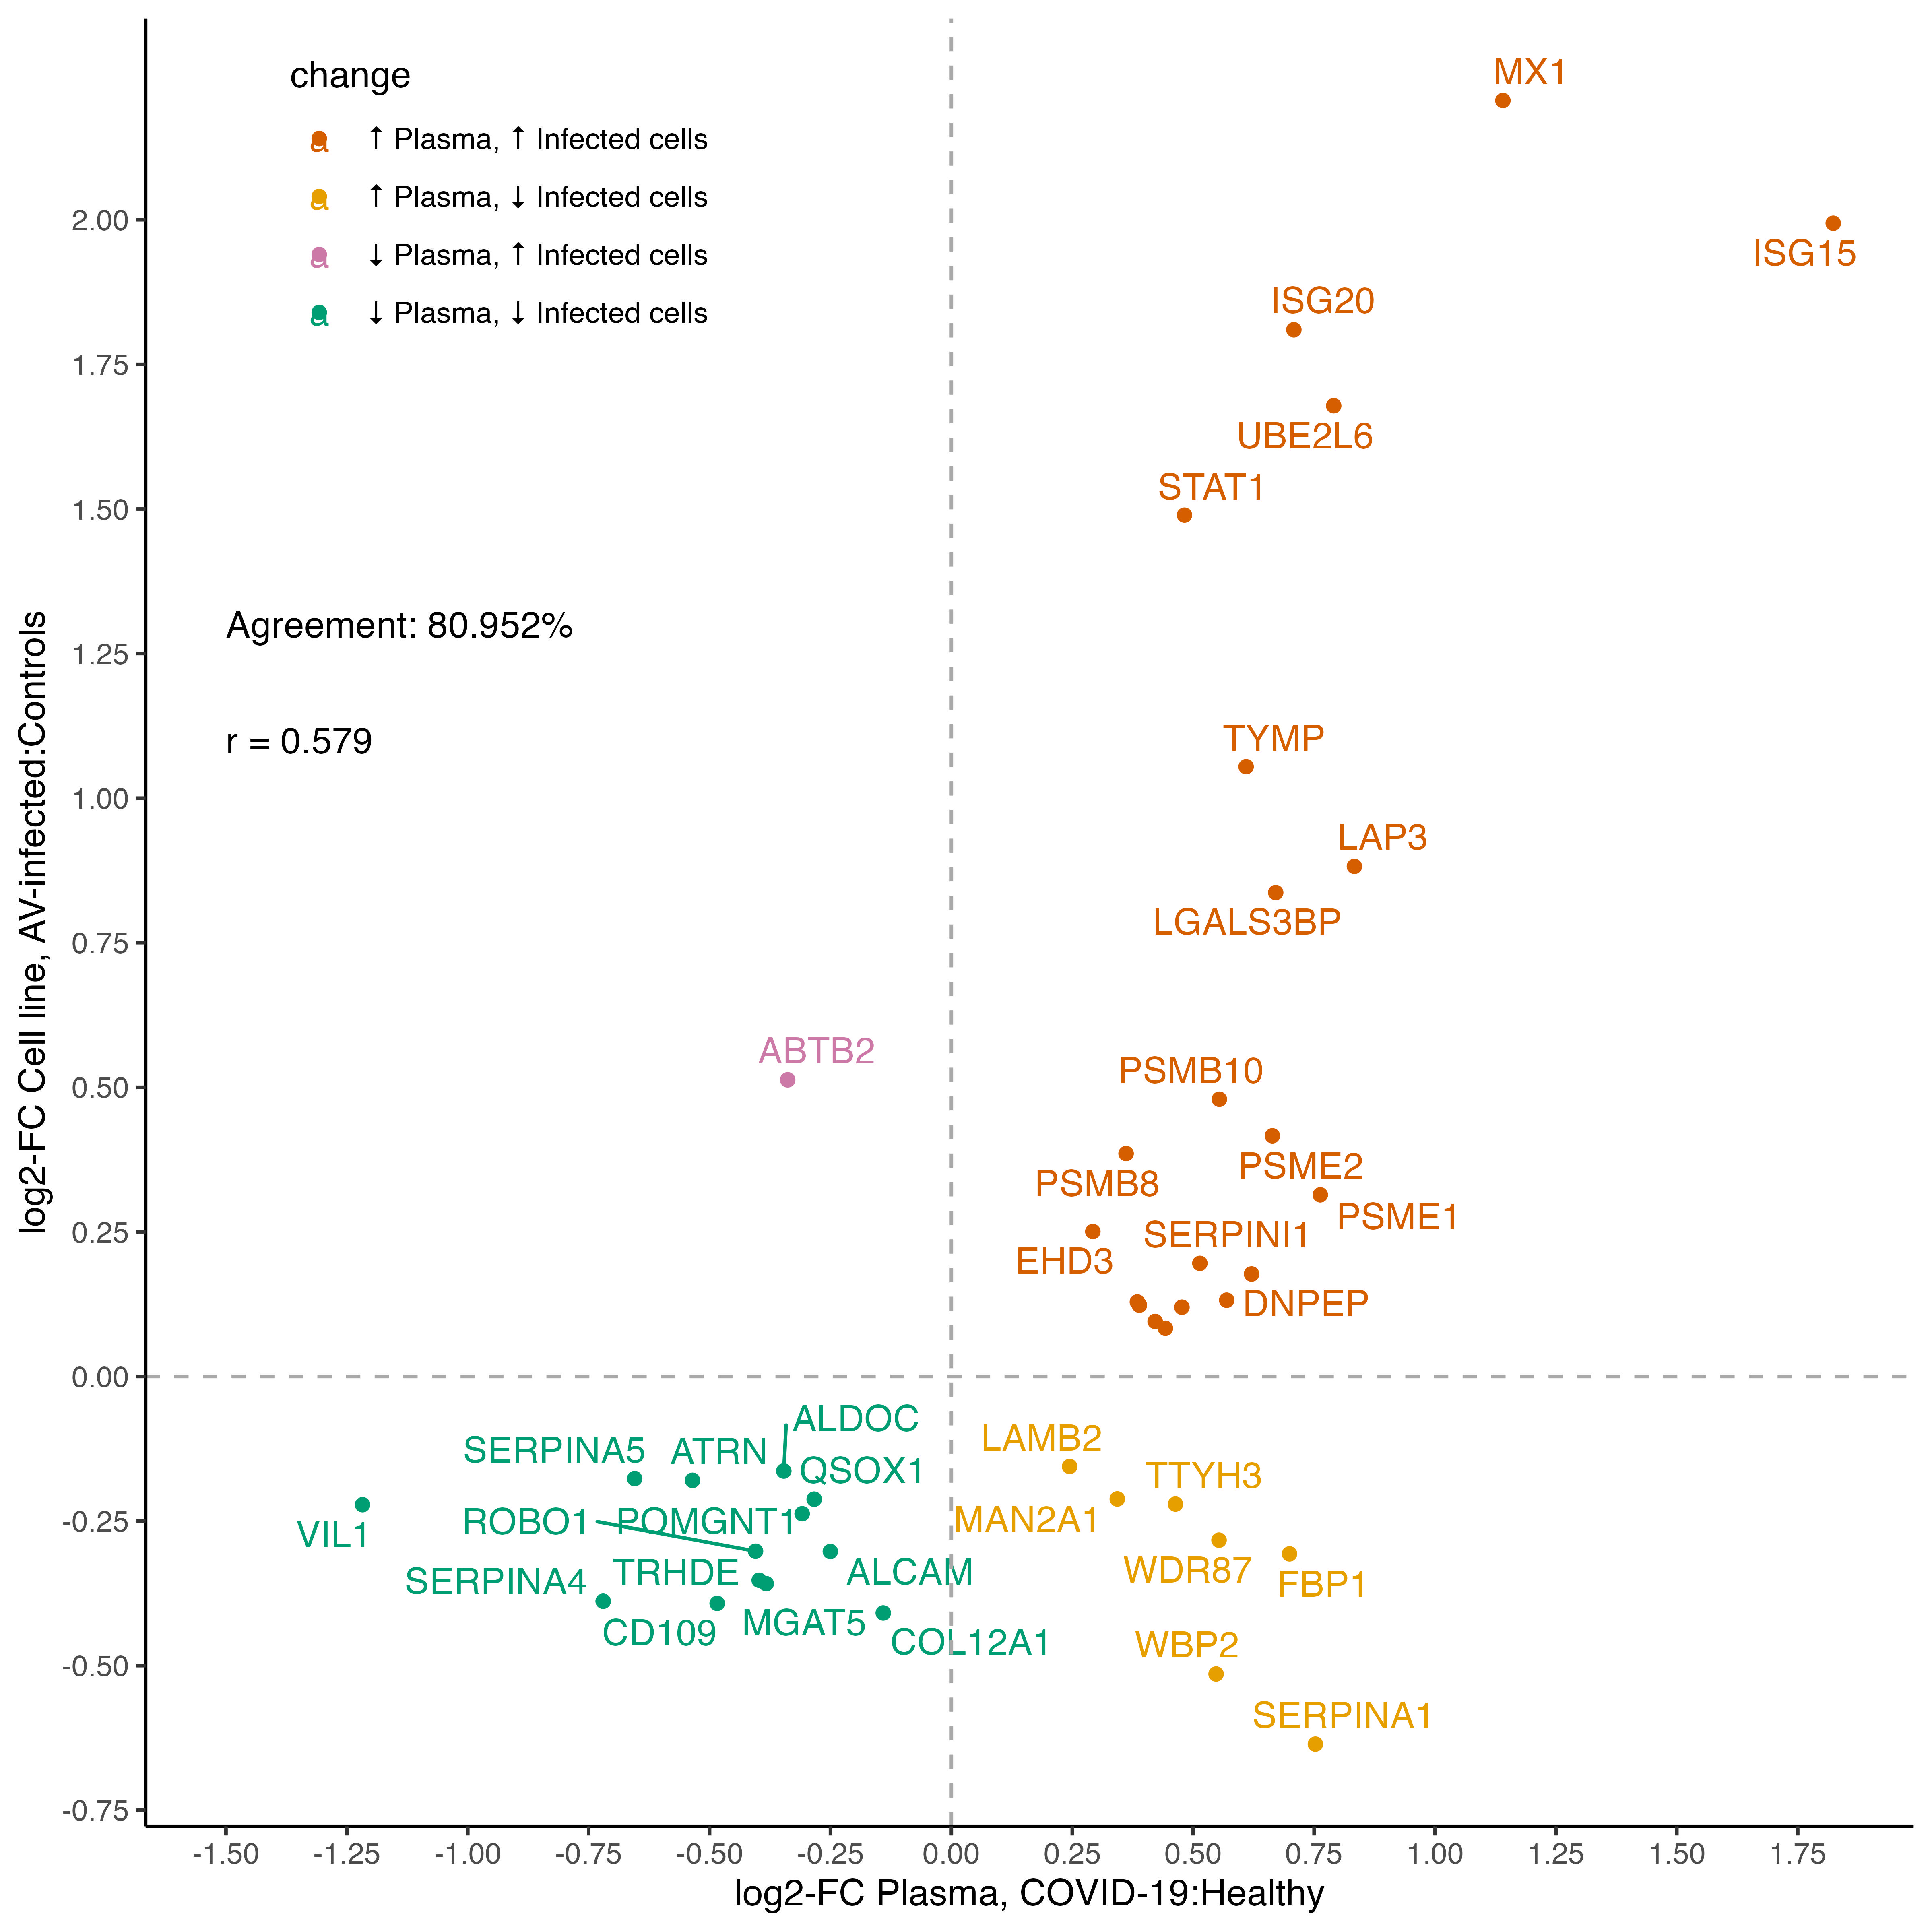 change
a ↑ Plasma, ↑ Infected cells
a ↑ Plasma, ↓ Infected cells
a ↓ Plasma, ↑ Infected cells
a ↓ Plasma, ↓ Infected cells
MX1
ISG15
ISG20
UBE2L6
STAT1
Agreement: 80.952%
r = 0.579
TYMP
LAP3
LGALS3BP
ABTB2
PSMB10
PSME2
PSMB8
PSME1
SERPINI1
EHD3
DNPEP
ALDOC
SERPINA5
ATRN
QSOX1
VIL1
ROBO1
POMGNT1
SERPINA4
TRHDE
ALCAM
CD109
MGAT5
COL12A1
LAMB2
TTYH3
MAN2A1
WDR87
FBP1
WBP2
SERPINA1
2.00
1.75
1.50
1.25
1.00
0.75
0.50
0.25
0.00
-0.25
-0.50
-0.75
log2-FC Cell line, AV-infected:Controls
-1.50 -1.25 -1.00 -0.75 -0.50 -0.25 0.00 0.25 0.50 0.75 1.00 1.25 1.50 1.75
log2-FC Plasma, COVID-19:Healthy